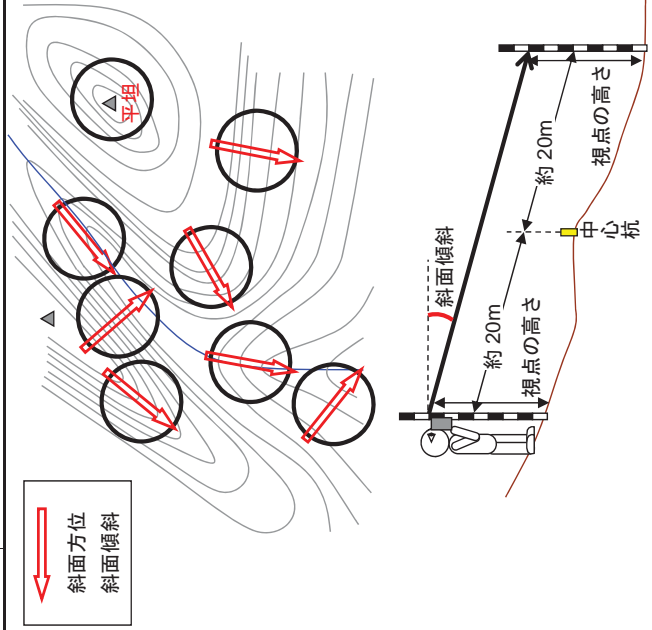 平坦
斜面方位
斜面傾斜
斜面傾斜
約 20m
約 20m
視点の高さ
視点の高さ
中心杭